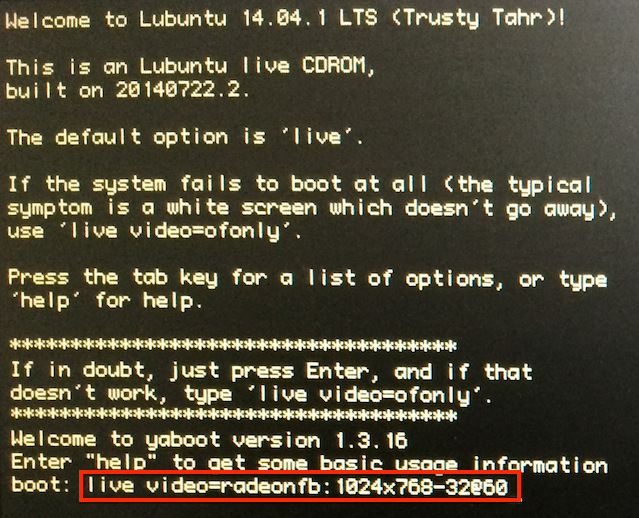 Welcome to Lubuntu 14.04.1 LTS (Trusty Tahr)!
This is an Lubuntu live CDROM,
built on 20140722.2.
The default option is 'live'.
If the system fails to boot at all (the typical
symptom is a white screen which doesn't go away),
use 'live video=ofonly'.
Press the tab key for a list of options, or type
'help' for help.
*************************************
If in doubt, just press Enter, and if that
doesn't work, type 'live video=ofonly'.
*************************************
Welcome to yaboot version 1.3.16
Enter "help" to get some basic usage information
boot: live video=radeonfb:1024x768-32@60